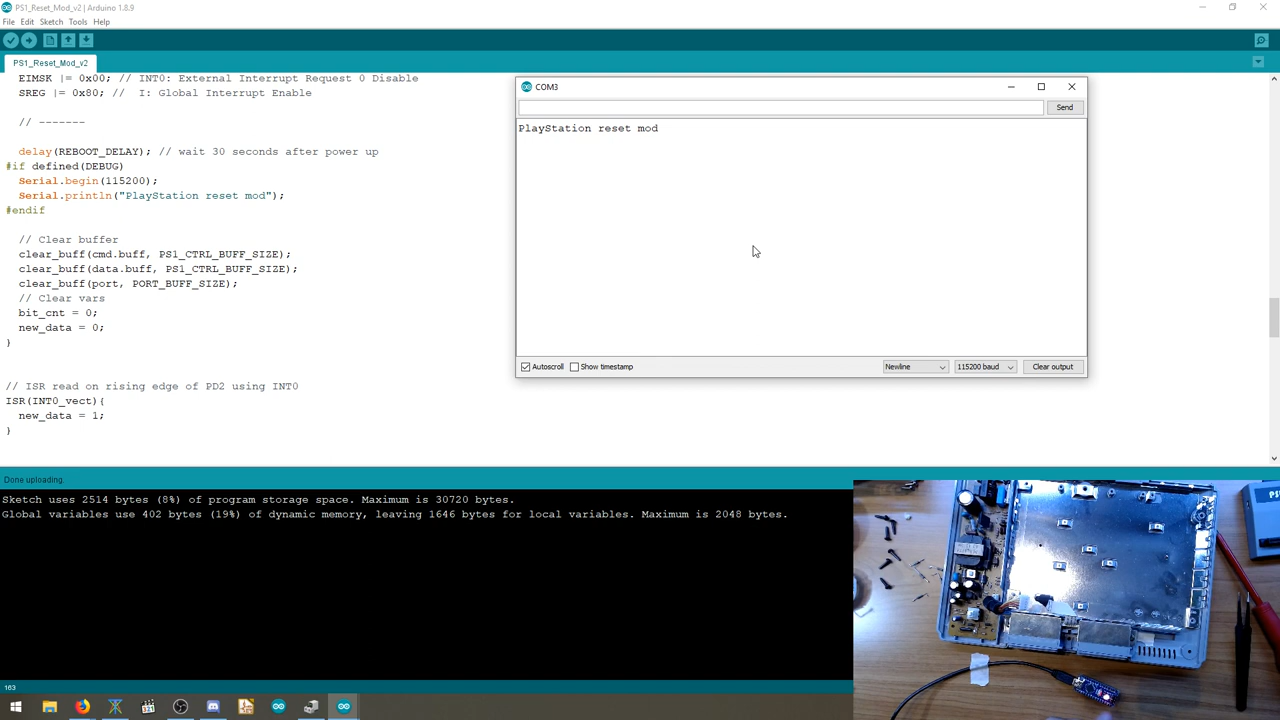 PS1_Reset_Mod_v2 | Arduino 1.8.9
File Edit Sketch Tools Help
PS1_Reset_Mod_v2
EIMSK |= 0x00; // INT0: External Interrupt Request 0 Disable
SREG |= 0x80; //  I: Global Interrupt Enable
// -------
delay(REBOOT_DELAY); // wait 30 seconds after power up
#if defined(DEBUG)
Serial.begin(115200);
Serial.println("PlayStation reset mod");
#endif
// Clear buffer
clear_buff(cmd.buff, PS1_CTRL_BUFF_SIZE);
clear_buff(data.buff, PS1_CTRL_BUFF_SIZE);
clear_buff(port, PORT_BUFF_SIZE);
// Clear vars
bit_cnt = 0;
new_data = 0;
}
// ISR read on rising edge of PD2 using INT0
ISR(INT0_vect){
new_data = 1;
}
COM3
Send
PlayStation reset mod
Autoscroll Show timestamp Newline 115200 baud Clear output
Done uploading.
Sketch uses 2514 bytes (8%) of program storage space. Maximum is 30720 bytes.
Global variables use 402 bytes (19%) of dynamic memory, leaving 1646 bytes for local variables. Maximum is 2048 bytes.
163